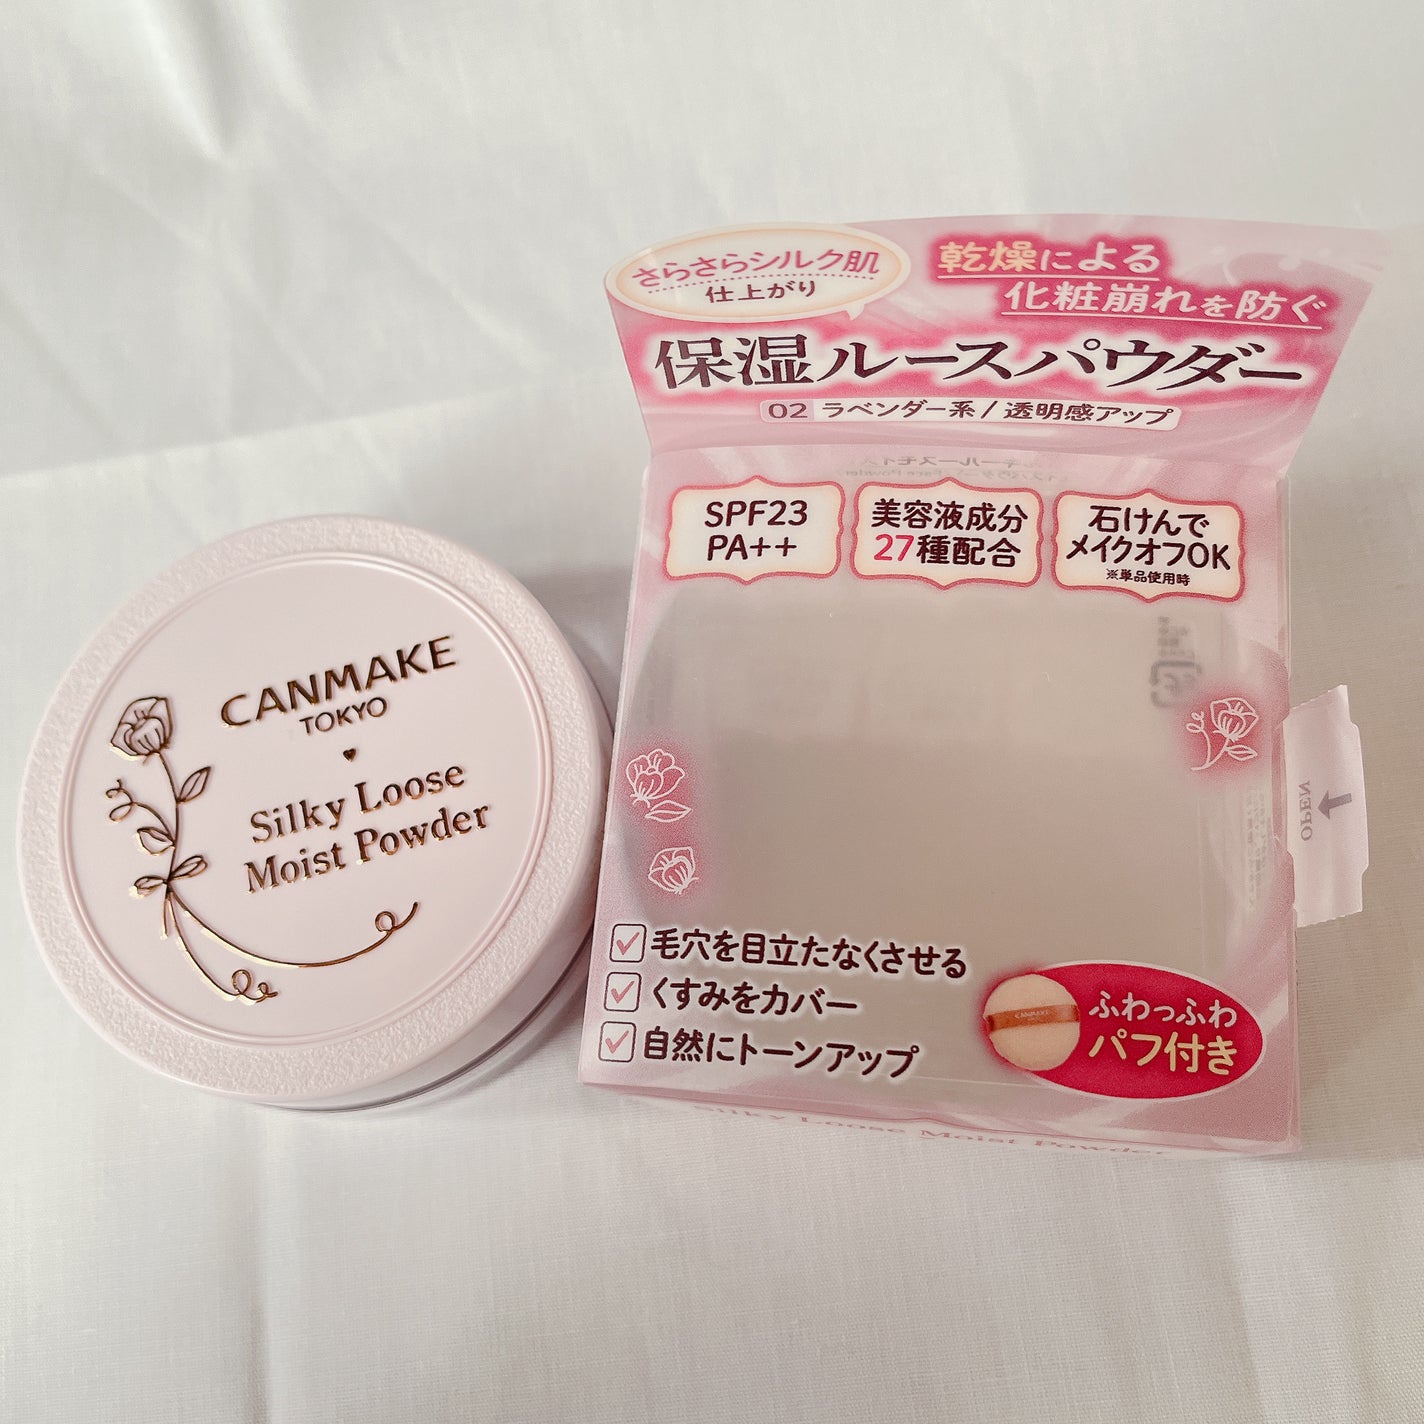 CANMAKE
TOKYO
Silky Loose
Moist Powder
さらさらシルク肌
仕上がり
乾燥による
化粧崩れを防ぐ
保湿ルースパウダー
02 ラベンダー系 / 透明感アップ
SPF23
PA++
美容液成分
27種配合
石けんで
メイクオフOK
※単品使用時
OPEN
毛穴を目立たなくさせる
くすみをカバー
自然にトーンアップ
CANMAKE
ふわっふわ
パフ付き
Silky Loose Moist Powder